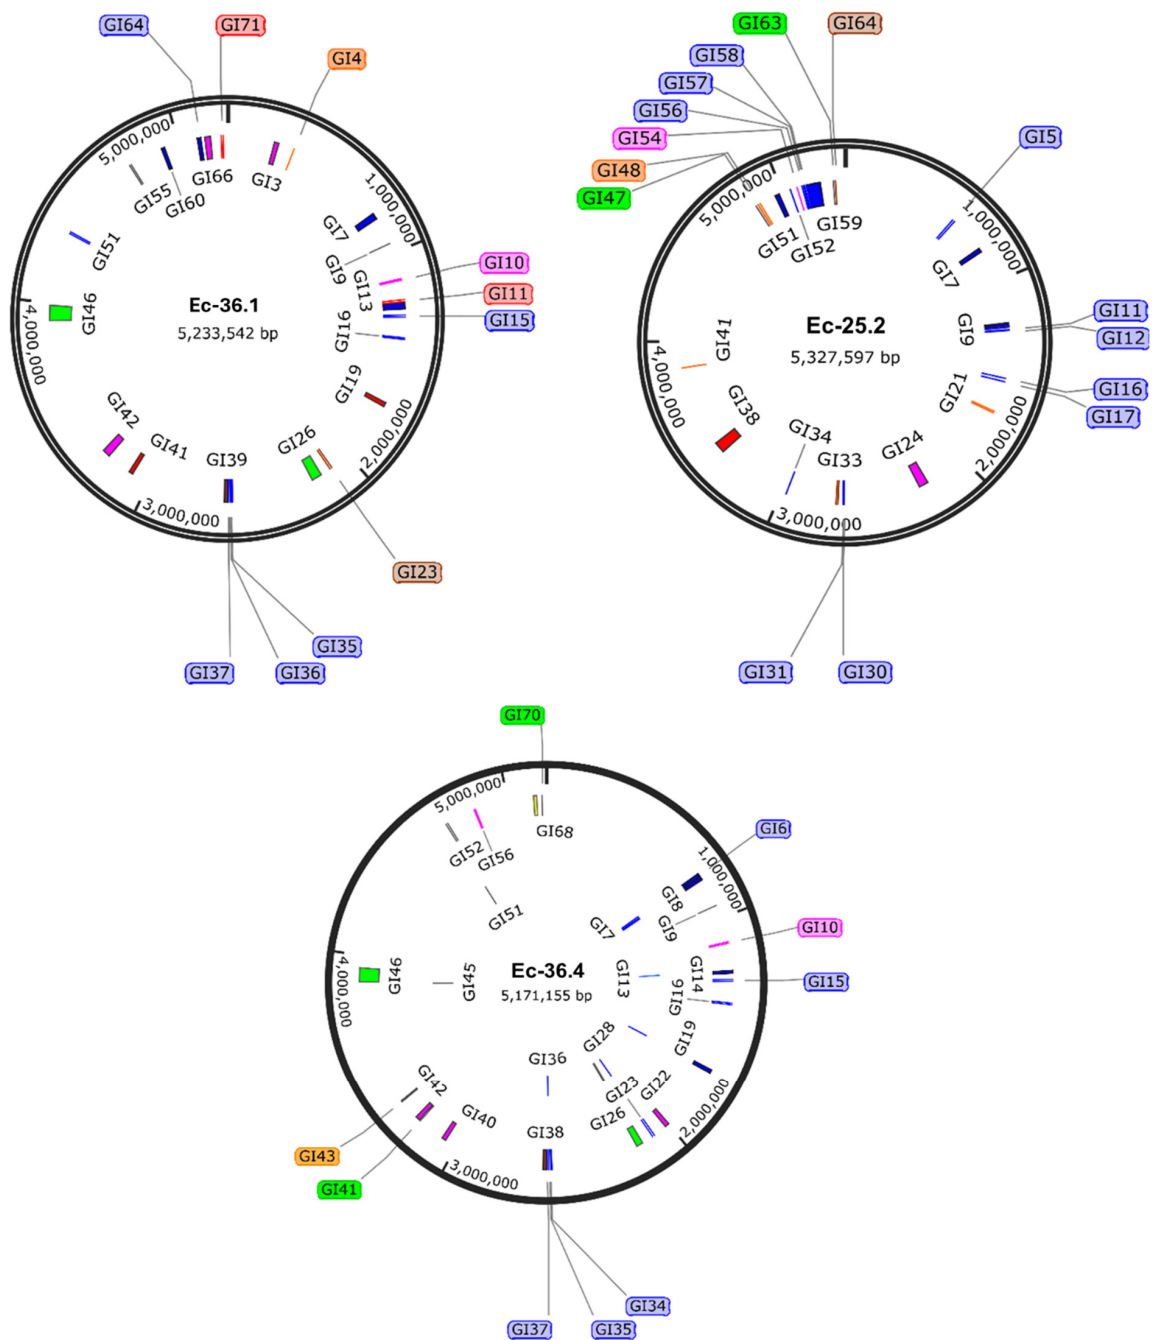 GI64
GI71
GI4
5,000,000
GI55
GI60
GI66
GI3
1,000,000
GI7
GI9
GI51
GI10
GI13
GI11
GI15
GI16
GI46
4,000,000
Ec-36.1
5,233,542 bp
GI19
GI42
GI41
GI39
GI26
2,000,000
3,000,000
GI23
GI35
GI37
GI36
GI63
GI64
GI58
GI57
GI56
GI54
GI48
GI47
5,000,000
GI51
GI52
GI59
GI5
1,000,000
GI7
GI9
GI11
GI12
GI41
4,000,000
Ec-25.2
5,327,597 bp
GI16
GI17
GI21
GI38
GI34
GI33
GI24
2,000,000
3,000,000
GI31
GI30
GI70
5,000,000
GI52
GI56
GI68
GI51
GI6
1,000,000
GI8
GI9
GI7
GI10
GI13
GI14
GI15
GI16
4,000,000
GI46
GI45
Ec-36.4
5,171,155 bp
GI19
GI28
GI36
GI23
GI22
GI26
2,000,000
GI42
GI40
GI38
GI43
GI41
3,000,000
GI34
GI37
GI35